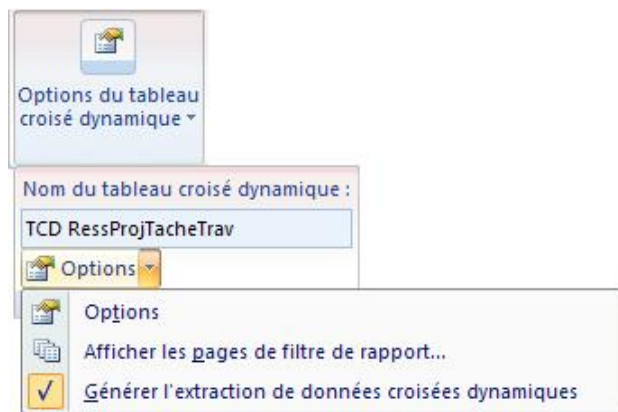 Options du tableau
croisé dynamique
Nom du tableau croisé dynamique :
TCD RessProjTacheTrav
Options
Options
Afficher les pages de filtre de rapport...
Générer l'extraction de données croisées dynamiques